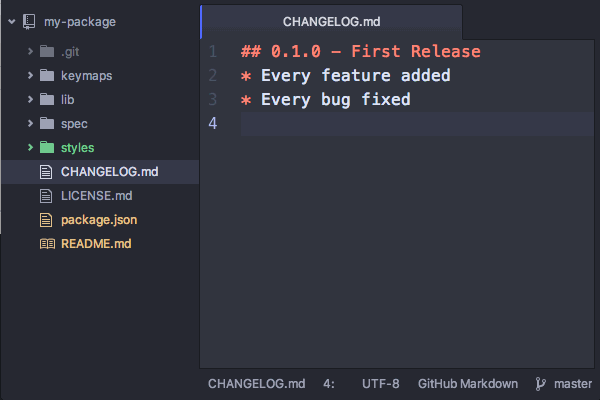 my-package
.git
keymaps
lib
spec
styles
CHANGELOG.md
LICENSE.md
package.json
README.md
CHANGELOG.md
1 ## 0.1.0 – First Release
2 * Every feature added
3 * Every bug fixed
4
CHANGELOG.md 4: UTF-8 GitHub Markdown master